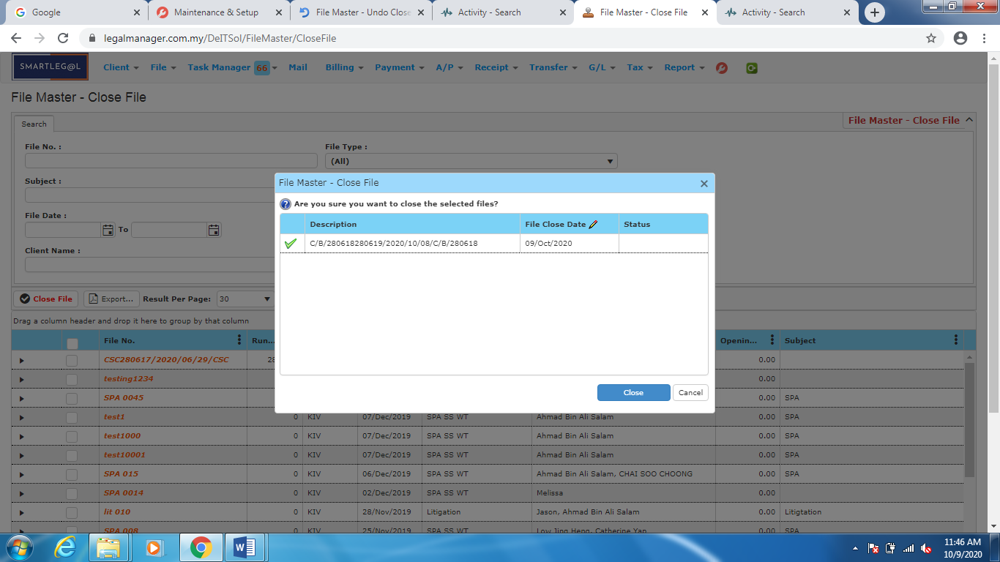 Google
Maintenance & Setup
File Master - Undo Close
Activity - Search
File Master - Close File
Activity - Search
legalmanager.com.my/DeITSol/FileMaster/CloseFile
SMARTLEG@L Client File Task Manager 66 Mail Billing Payment A/P Receipt Transfer G/L Tax Report
File Master - Close File
Search File Master - Close File
File No. : File Type :
(All)
Subject :
File Date :
To
Client Name :
File Master - Close File
Are you sure you want to close the selected files?
Description File Close Date Status
C/B/280618280619/2020/10/08/C/B/280618 09/Oct/2020
Close Cancel
Close File Export... Result Per Page: 30
Drag a column header and drop it here to group by that column
File No. Run... Openin... Subject
CSC280617/2020/06/29/CSC 28 0.00
testing1234 0.00
SPA 0045 0.00 SPA
test1 0 KIV 07/Dec/2019 SPA SS WT Ahmad Bin Ali Salam 0.00 SPA
test1000 0 KIV 07/Dec/2019 SPA SS WT Ahmad Bin Ali Salam 0.00 SPA
test10001 0 KIV 07/Dec/2019 SPA SS WT Ahmad Bin Ali Salam 0.00 SPA
SPA 015 0 KIV 06/Dec/2019 SPA SS WT Ahmad Bin Ali Salam, CHAI SOO CHOONG 0.00 SPA
SPA 0014 0 KIV 02/Dec/2019 SPA SS WT Melissa 0.00
lit 010 0 KIV 28/Nov/2019 Litigation Jason, Ahmad Bin Ali Salam 0.00 Litigtation
SPA 008 0 KIV 25/Nov/2019 SPA SS WT Loy Jing Heng, Catherine Yap 0.00 SPA
11:46 AM
10/9/2020